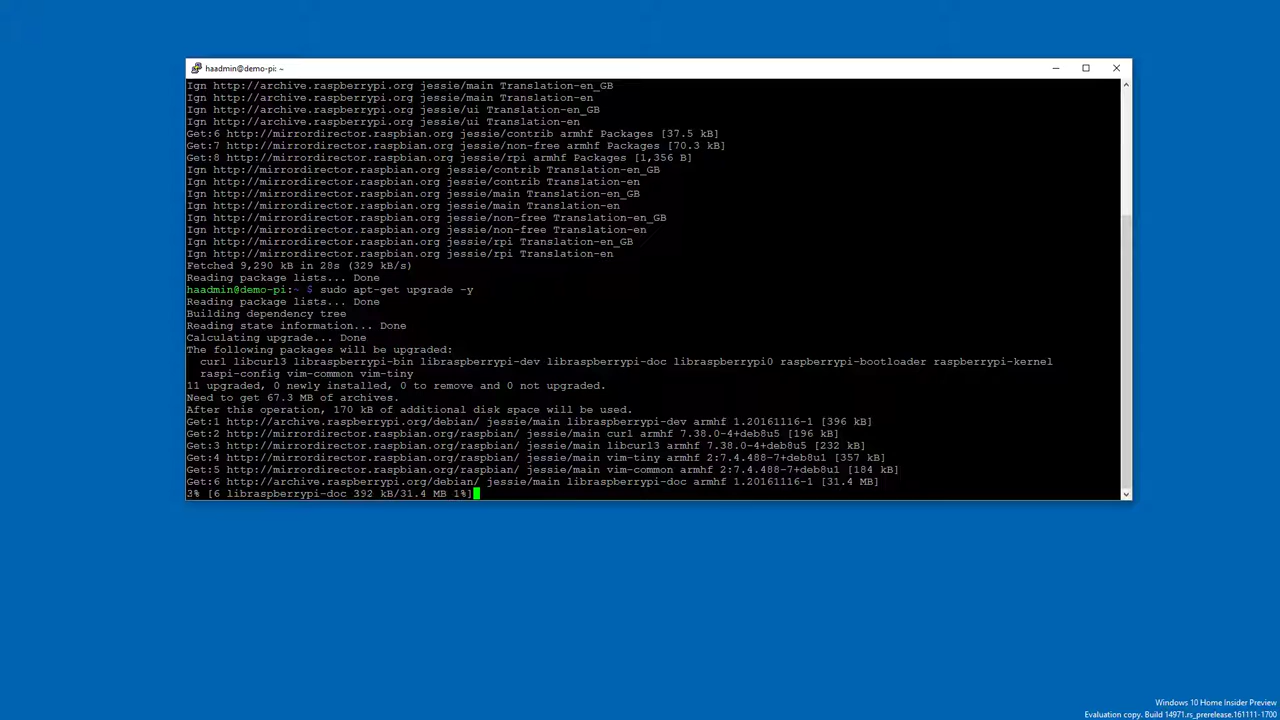 haadmin@demo-pi: ~
Ign http://archive.raspberrypi.org jessie/main Translation-en_GB
Ign http://archive.raspberrypi.org jessie/main Translation-en
Ign http://archive.raspberrypi.org jessie/ui Translation-en_GB
Ign http://archive.raspberrypi.org jessie/ui Translation-en
Get:6 http://mirrordirector.raspbian.org jessie/contrib armhf Packages [37.5 kB]
Get:7 http://mirrordirector.raspbian.org jessie/non-free armhf Packages [70.3 kB]
Get:8 http://mirrordirector.raspbian.org jessie/rpi armhf Packages [1,356 B]
Ign http://mirrordirector.raspbian.org jessie/contrib Translation-en_GB
Ign http://mirrordirector.raspbian.org jessie/contrib Translation-en
Ign http://mirrordirector.raspbian.org jessie/main Translation-en_GB
Ign http://mirrordirector.raspbian.org jessie/main Translation-en
Ign http://mirrordirector.raspbian.org jessie/non-free Translation-en_GB
Ign http://mirrordirector.raspbian.org jessie/non-free Translation-en
Ign http://mirrordirector.raspbian.org jessie/rpi Translation-en_GB
Ign http://mirrordirector.raspbian.org jessie/rpi Translation-en
Fetched 9,290 kB in 28s (329 kB/s)
Reading package lists... Done
haadmin@demo-pi:~ $ sudo apt-get upgrade -y
Reading package lists... Done
Building dependency tree
Reading state information... Done
Calculating upgrade... Done
The following packages will be upgraded:
curl libcurl3 libraspberrypi-bin libraspberrypi-dev libraspberrypi-doc libraspberrypi0 raspberrypi-bootloader raspberrypi-kernel
raspi-config vim-common vim-tiny
11 upgraded, 0 newly installed, 0 to remove and 0 not upgraded.
Need to get 67.3 MB of archives.
After this operation, 170 kB of additional disk space will be used.
Get:1 http://archive.raspberrypi.org/debian/ jessie/main libraspberrypi-dev armhf 1.20161116-1 [396 kB]
Get:2 http://mirrordirector.raspbian.org/raspbian/ jessie/main curl armhf 7.38.0-4+deb8u5 [196 kB]
Get:3 http://mirrordirector.raspbian.org/raspbian/ jessie/main libcurl3 armhf 7.38.0-4+deb8u5 [232 kB]
Get:4 http://mirrordirector.raspbian.org/raspbian/ jessie/main vim-tiny armhf 2:7.4.488-7+deb8u1 [357 kB]
Get:5 http://mirrordirector.raspbian.org/raspbian/ jessie/main vim-common armhf 2:7.4.488-7+deb8u1 [184 kB]
Get:6 http://archive.raspberrypi.org/debian/ jessie/main libraspberrypi-doc armhf 1.20161116-1 [31.4 MB]
3% [6 libraspberrypi-doc 392 kB/31.4 MB 1%]
Windows 10 Home Insider Preview
Evaluation copy. Build 14971.rs_prerelease.161111-1700